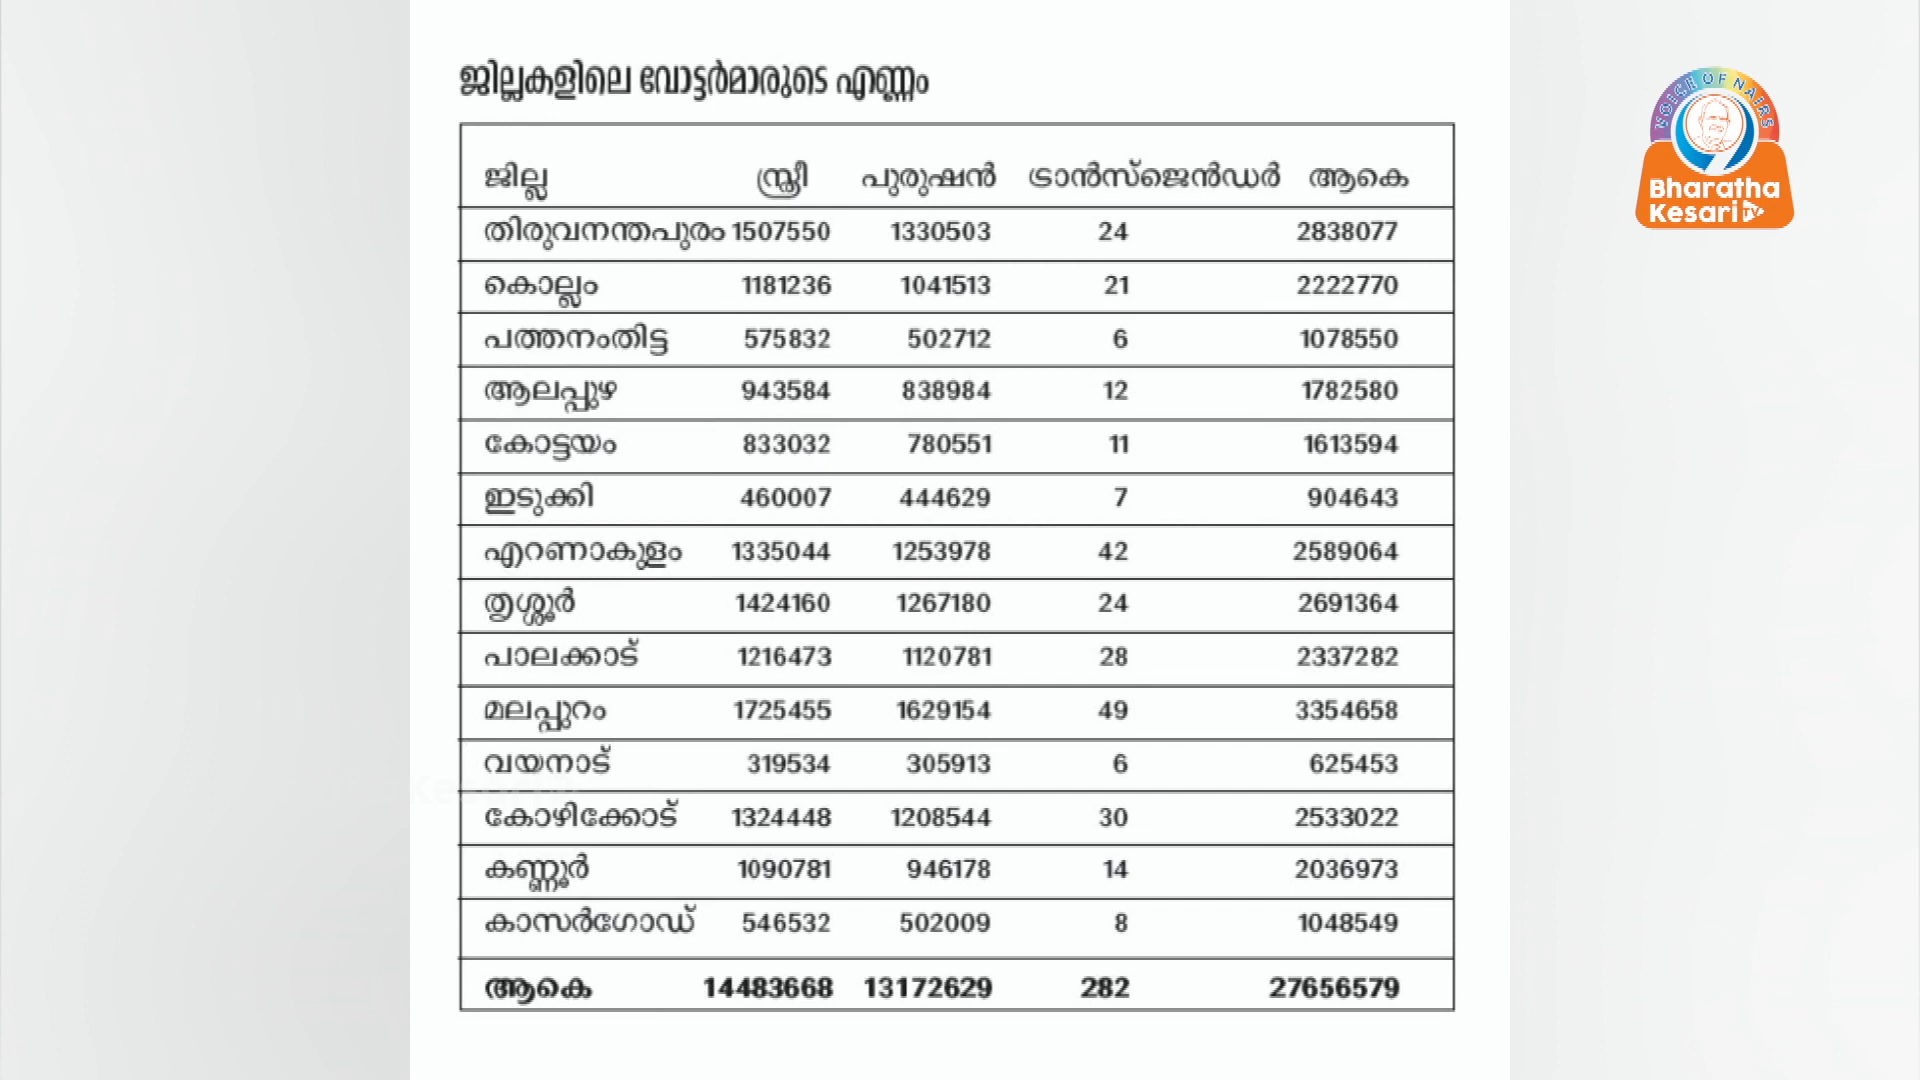 ജില്ലകളിലെ വോട്ടർമാരുടെ എണ്ണം
ജില്ല സ്ത്രീ പുരുഷൻ ട്രാൻസ്ജെൻഡർ ആകെ
തിരുവനന്തപുരം 1507550 1330503 24 2838077
കൊല്ലം 1181236 1041513 21 2222770
പത്തനംതിട്ട 575832 502712 6 1078550
ആലപ്പുഴ 943584 838984 12 1782580
കോട്ടയം 833032 780551 11 1613594
ഇടുക്കി 460007 444629 7 904643
എറണാകുളം 1335044 1253978 42 2589064
തൃശ്ശൂർ 1424160 1267180 24 2691364
പാലക്കാട് 1216473 1120781 28 2337282
മലപ്പുറം 1725455 1629154 49 3354658
വയനാട് 319534 305913 6 625453
കോഴിക്കോട് 1324448 1208544 30 2533022
കണ്ണൂർ 1090781 946178 14 2036973
കാസർഗോഡ് 546532 502009 8 1048549
ആകെ 14483668 13172629 282 27656579
VOICE OF NAIRS
Bharatha
Kesari TV